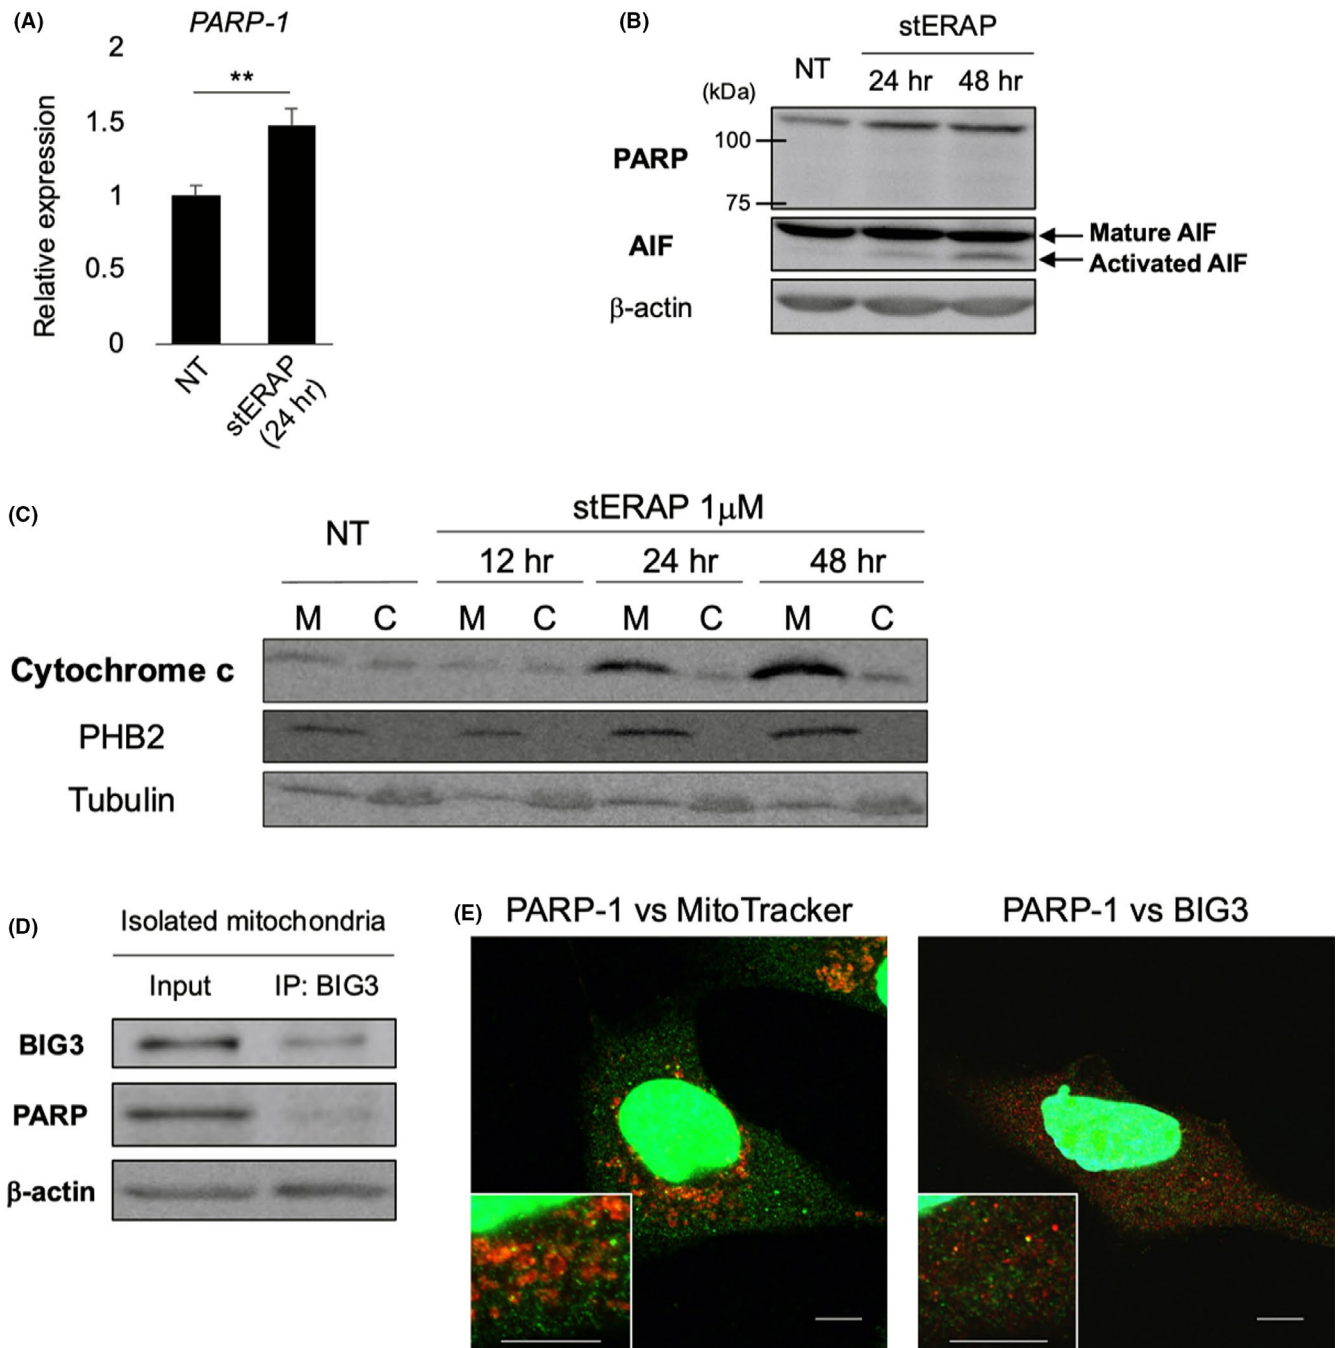 (A)
PARP-1
2
**
1.5
1
0.5
0
Relative expression
NT
stERAP
(24 hr)
(B)
stERAP
NT
24 hr 48 hr
(kDa)
100
PARP
75
AIF
Mature AIF
Activated AIF
β-actin
(C)
stERAP 1μM
NT
12 hr 24 hr 48 hr
M C M C M C M C
Cytochrome c
PHB2
Tubulin
(D)
Isolated mitochondria
Input IP: BIG3
BIG3
PARP
β-actin
(E)
PARP-1 vs MitoTracker
PARP-1 vs BIG3